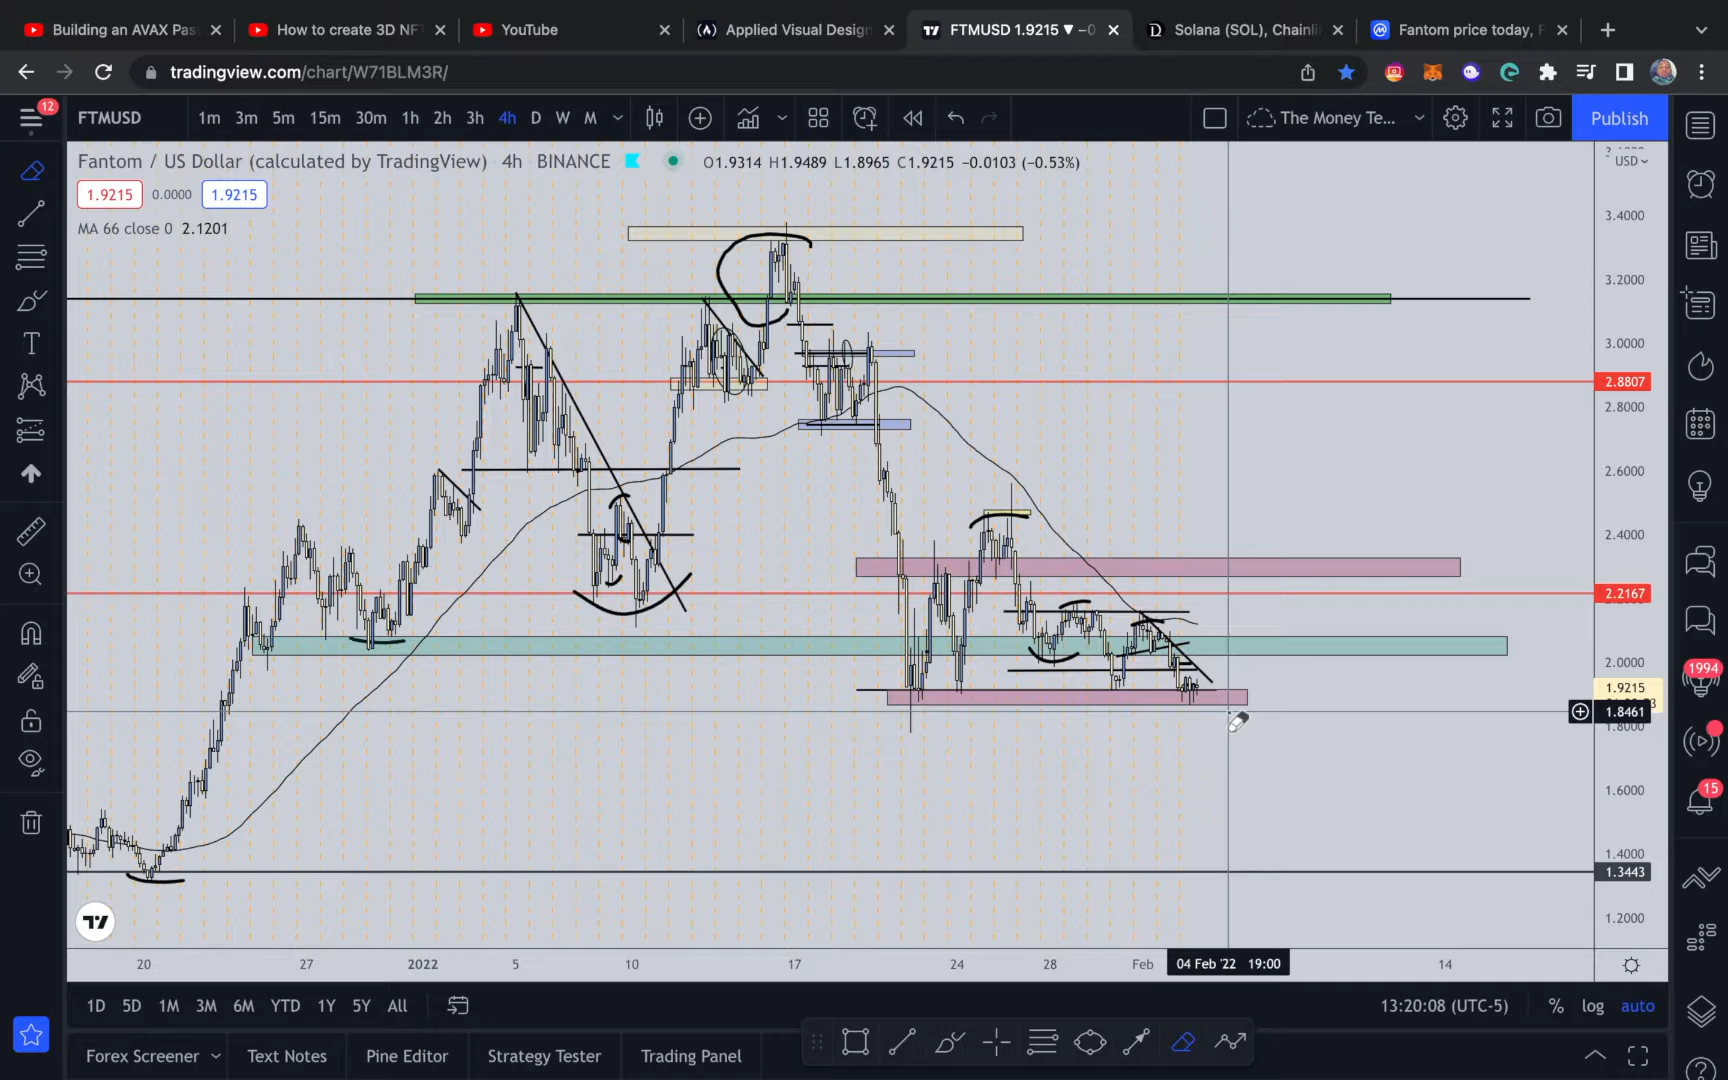 Building an AVAX Pas
How to create 3D NFT
YouTube
Applied Visual Design
FTMUSD 1.9215 ▼ −0
Solana (SOL), Chainli
Fantom price today, F
tradingview.com/chart/W71BLM3R/
12
FTMUSD
1m 3m 5m 15m 30m 1h 2h 3h 4h D W M
The Money Te...
Publish
Fantom / US Dollar (calculated by TradingView) 4h BINANCE
O1.9314 H1.9489 L1.8965 C1.9215 −0.0103 (−0.53%)
USD
1.9215 0.0000 1.9215
MA 66 close 0 2.1201
3.4000
3.2000
3.0000
2.8807
2.8000
2.6000
2.4000
2.2167
2.0000
1994
1.9215
1.8461
1.8000
1.6000
15
1.4000
1.3443
1.2000
20 27 2022 5 10 17 24 28 Feb 04 Feb '22 19:00 14
1D 5D 1M 3M 6M YTD 1Y 5Y All
13:20:08 (UTC-5) % log auto
Forex Screener Text Notes Pine Editor Strategy Tester Trading Panel